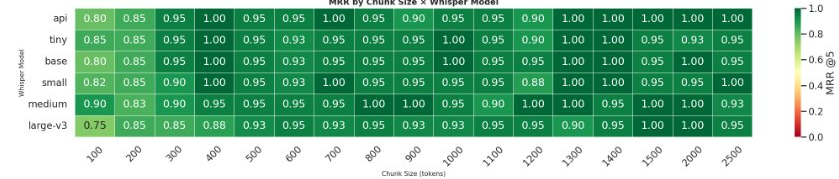 MRR by Chunk Size × Whisper Model
api 0.80 0.85 0.95 1.00 0.95 0.95 1.00 0.95 0.90 0.95 0.95 0.90 1.00 1.00 1.00 1.00 1.00
tiny 0.85 0.85 0.95 1.00 0.95 0.93 0.95 0.95 0.95 1.00 0.95 0.90 1.00 1.00 0.95 0.93 0.95
base 0.80 0.85 0.95 1.00 0.95 0.93 0.95 0.95 0.95 1.00 0.95 0.95 1.00 1.00 0.95 1.00 0.95
small 0.82 0.85 0.90 1.00 0.95 0.93 1.00 0.95 0.95 0.95 0.95 0.88 1.00 1.00 0.95 0.95 1.00
medium 0.90 0.83 0.90 0.95 0.95 0.95 0.95 1.00 1.00 0.95 0.90 1.00 1.00 0.95 1.00 1.00 0.93
large-v3 0.75 0.85 0.85 0.88 0.93 0.95 0.93 0.95 0.93 0.93 0.95 0.95 0.90 0.95 1.00 1.00 0.95
100 200 300 400 500 600 700 800 900 1000 1100 1200 1300 1400 1500 2000 2500
Chunk Size (tokens)
Whisper Model
1.0
0.8
0.6
0.4
0.2
0.0
MRR @5